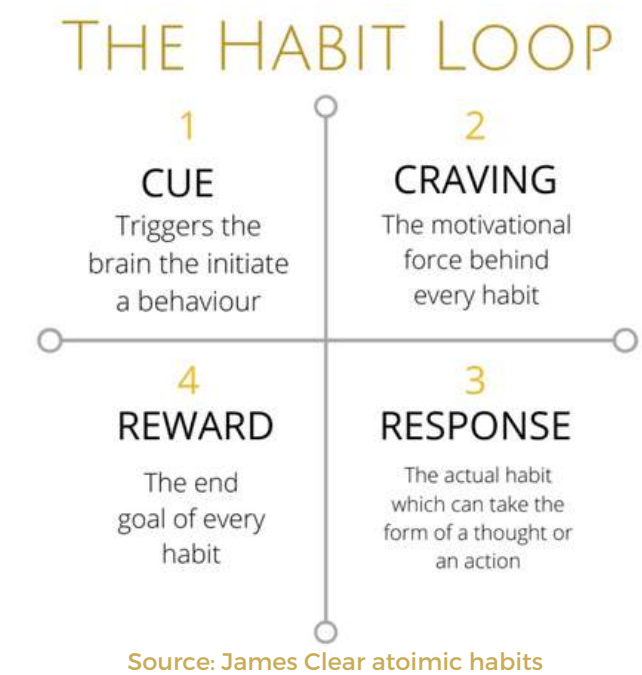 THE HABIT LOOP
1
CUE
Triggers the
brain the initiate
a behaviour
2
CRAVING
The motivational
force behind
every habit
4
REWARD
The end
goal of every
habit
3
RESPONSE
The actual habit
which can take the
form of a thought or
an action
Source: James Clear atoimic habits